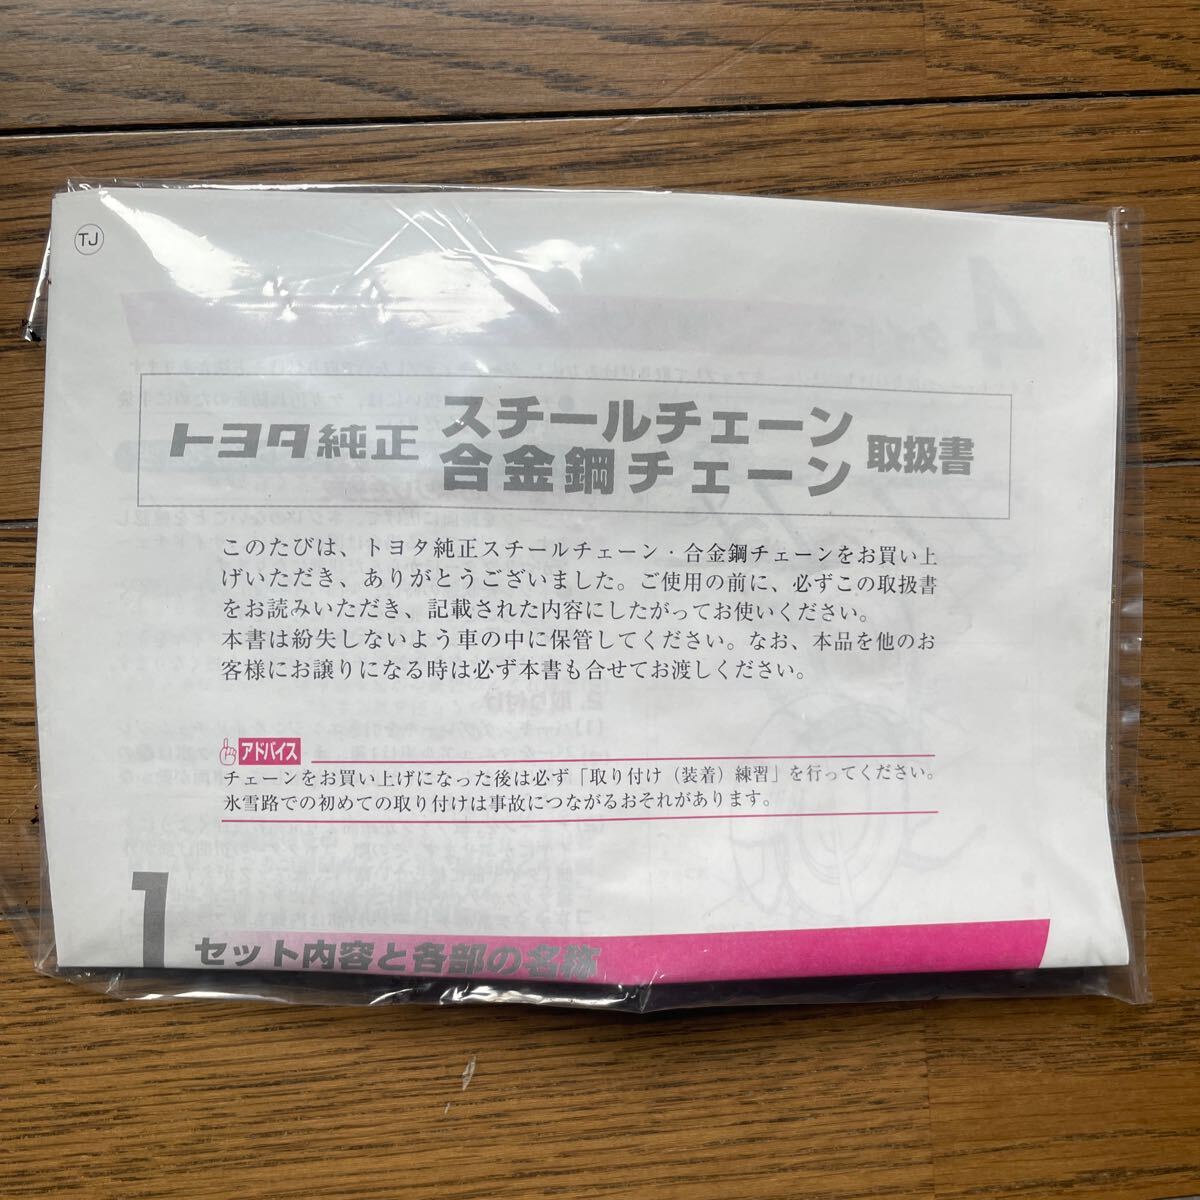 TJ
トヨタ純正 スチールチェーン 合金鋼チェーン 取扱書
このたびは、トヨタ純正スチールチェーン・合金鋼チェーンをお買い上
げいただき、ありがとうございました。ご使用の前に、必ずこの取扱書
をお読みいただき、記載された内容にしたがってお使いください。
本書は紛失しないよう車の中に保管してください。なお、本品を他のお
客様にお譲りになる時は必ず本書も合せてお渡しください。
アドバイス
チェーンをお買い上げになった後は必ず「取り付け（装着）練習」を行ってください。
氷雪路での初めての取り付けは事故につながるおそれがあります。
1 セット内容と各部の名称